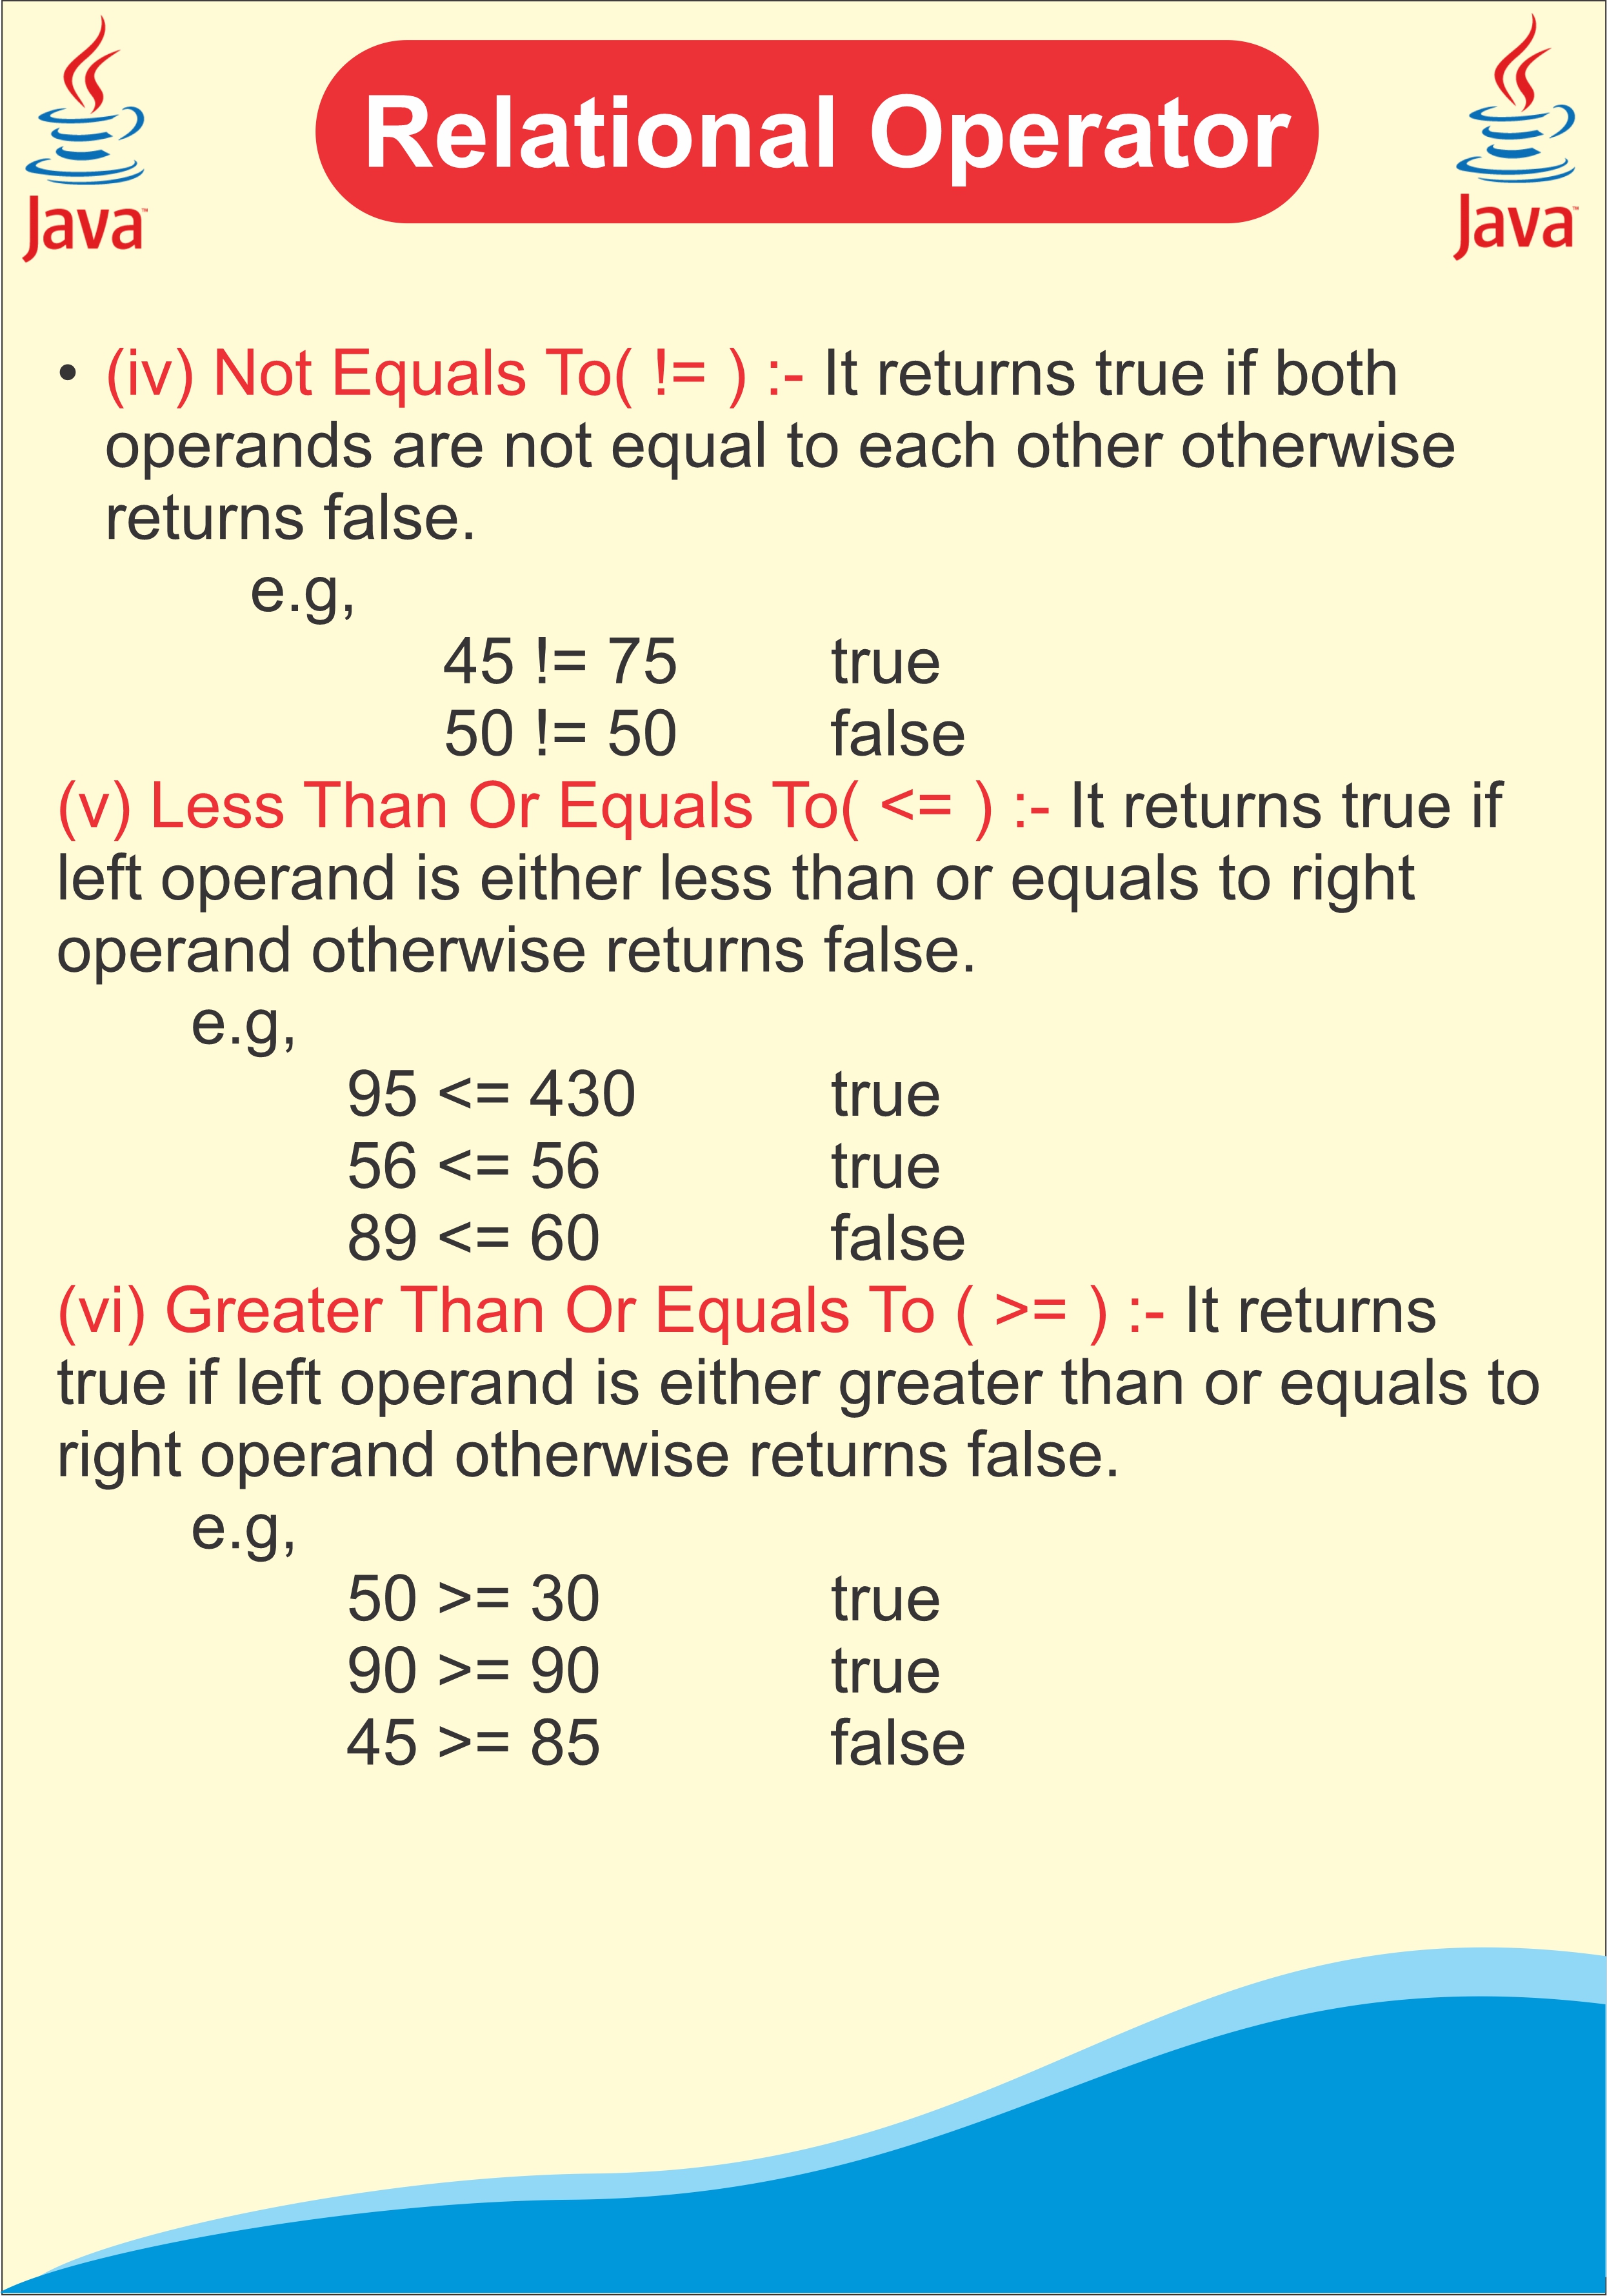 Java™
Relational Operator
Java™
• (iv) Not Equals To( != ) :- It returns true if both
operands are not equal to each other otherwise
returns false.
e.g,
45 != 75 true
50 != 50 false
(v) Less Than Or Equals To( <= ) :- It returns true if
left operand is either less than or equals to right
operand otherwise returns false.
e.g,
95 <= 430 true
56 <= 56 true
89 <= 60 false
(vi) Greater Than Or Equals To ( >= ) :- It returns
true if left operand is either greater than or equals to
right operand otherwise returns false.
e.g,
50 >= 30 true
90 >= 90 true
45 >= 85 false